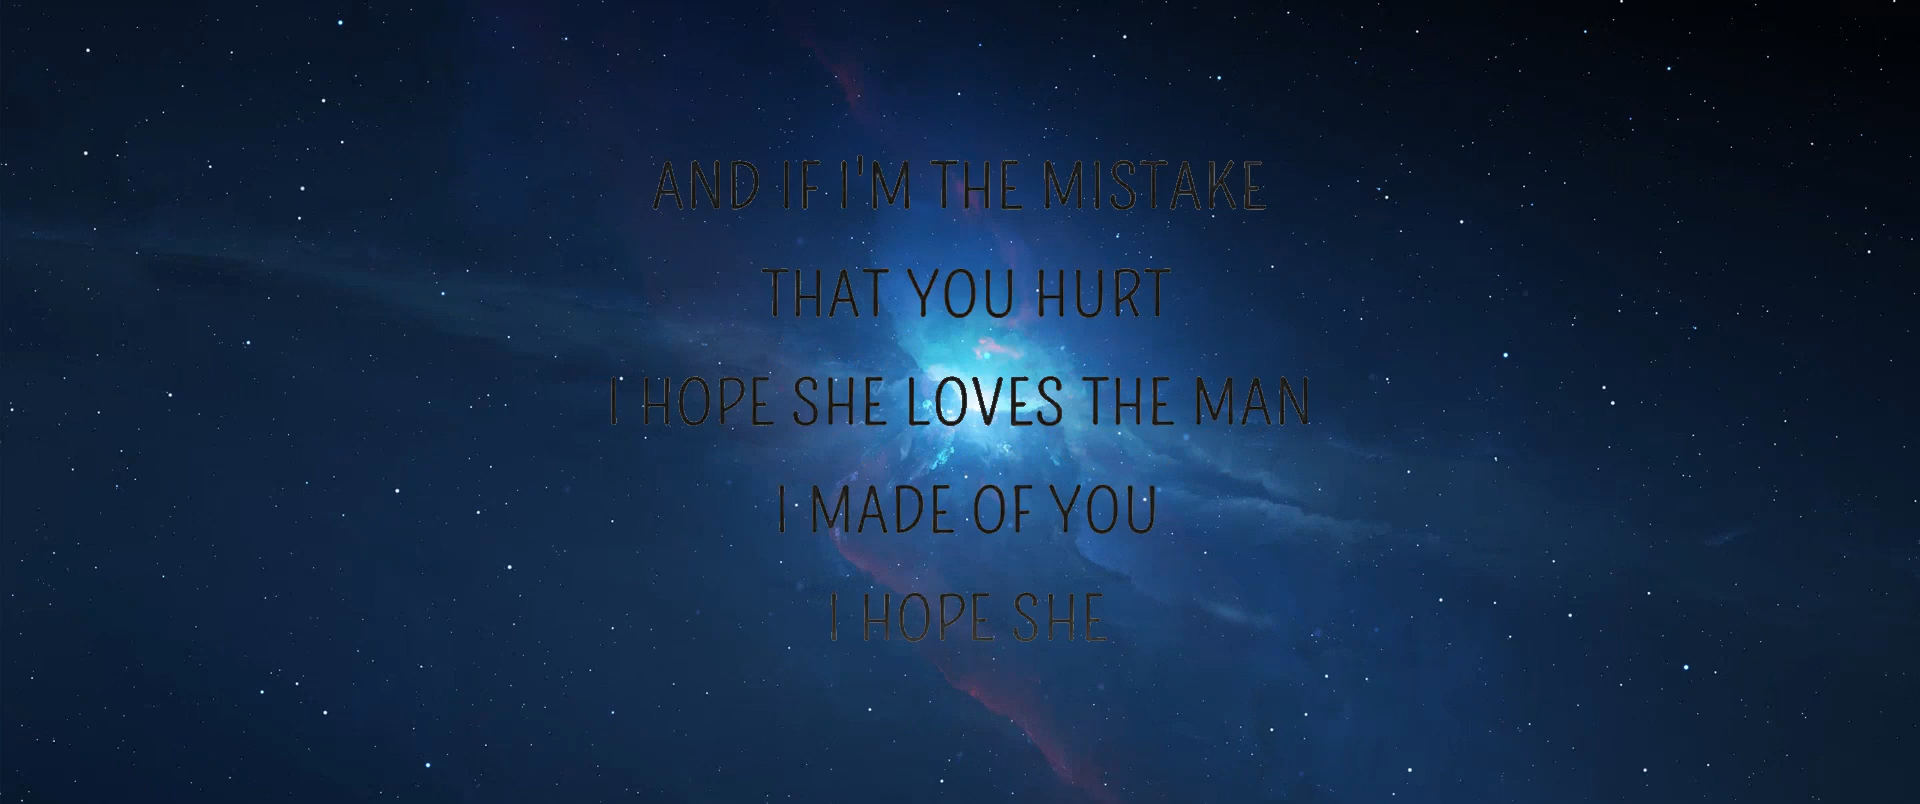 AND IF I'M THE MISTAKE
THAT YOU HURT
I HOPE SHE LOVES THE MAN
I MADE OF YOU
I HOPE SHE